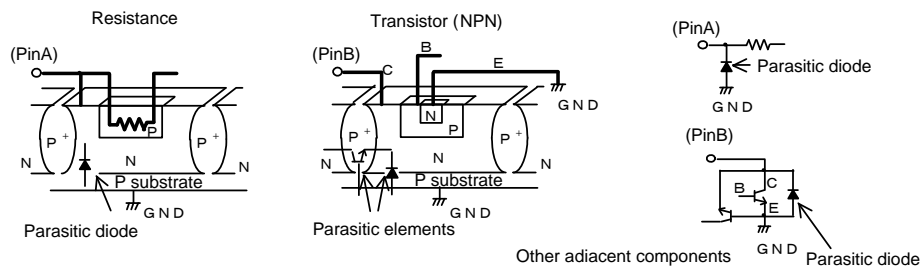 Resistance
(PinA)
P
P +
P +
N
N
N
P substrate
GND
Parasitic diode
Transistor (NPN)
(PinB)
C
B
E
GND
N
P
P +
P +
N
N
N
P substrate
GND
Parasitic elements
(PinA)
Parasitic diode
GND
(PinB)
C
B
E
GND
Other adiacent components
Parasitic diode